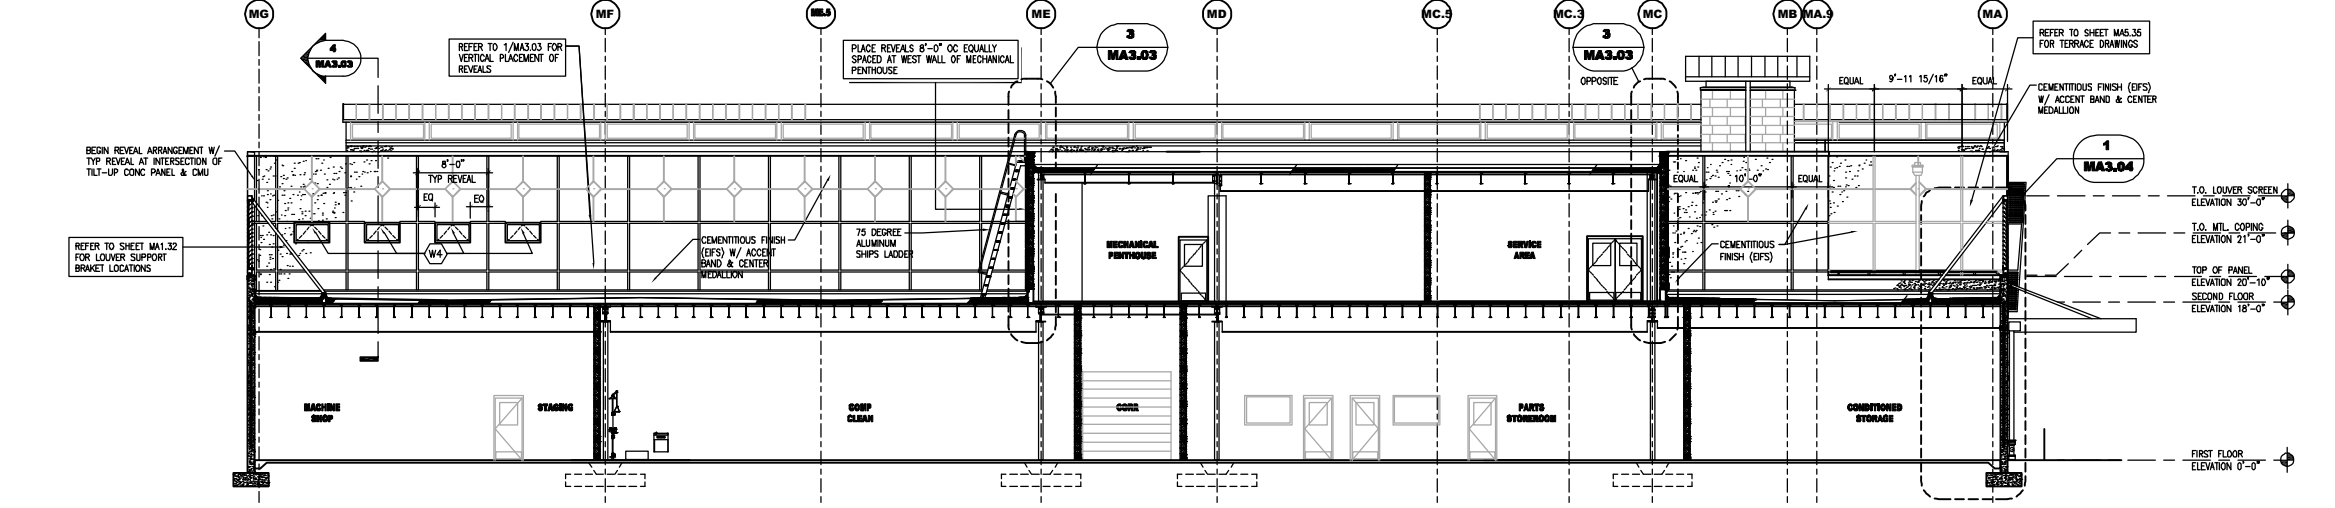 MG
MF
ME.5
ME
MD
MC.5
MC.3
MC
MB
MA.9
MA
4
MA3.03
REFER TO 1/MA3.03 FOR
VERTICAL PLACEMENT OF
REVEALS
PLACE REVEALS 8'-0" OC EQUALLY
SPACED AT WEST WALL OF MECHANICAL
PENTHOUSE
3
MA3.03
3
MA3.03
OPPOSITE
REFER TO SHEET MA5.35
FOR TERRACE DRAWINGS
EQUAL
9'-11 15/16"
EQUAL
CEMENTITIOUS FINISH (EIFS)
W/ ACCENT BAND & CENTER
MEDALLION
BEGIN REVEAL ARRANGEMENT W/
TYP REVEAL AT INTERSECTION OF
TILT-UP CONC PANEL & CMU
8'-0"
TYP REVEAL
EQ
EQ
1
MA3.04
EQUAL
10'-0"
EQUAL
T.O. LOUVER SCREEN
ELEVATION 30'-0"
REFER TO SHEET MA1.32
FOR LOUVER SUPPORT
BRAKET LOCATIONS
W4
CEMENTITIOUS FINISH
(EIFS) W/ ACCENT
BAND & CENTER
MEDALLION
75 DEGREE
ALUMINUM
SHIPS LADDER
MECHANICAL
PENTHOUSE
SERVICE
AREA
CEMENTITIOUS
FINISH (EIFS)
T.O. MTL. COPING
ELEVATION 21'-0"
TOP OF PANEL
ELEVATION 20'-10"
SECOND FLOOR
ELEVATION 18'-0"
MACHINE
SHOP
STAGING
COMP
CLEAN
CORR
PARTS
STOREROOM
CONDITIONED
STORAGE
FIRST FLOOR
ELEVATION 0'-0"